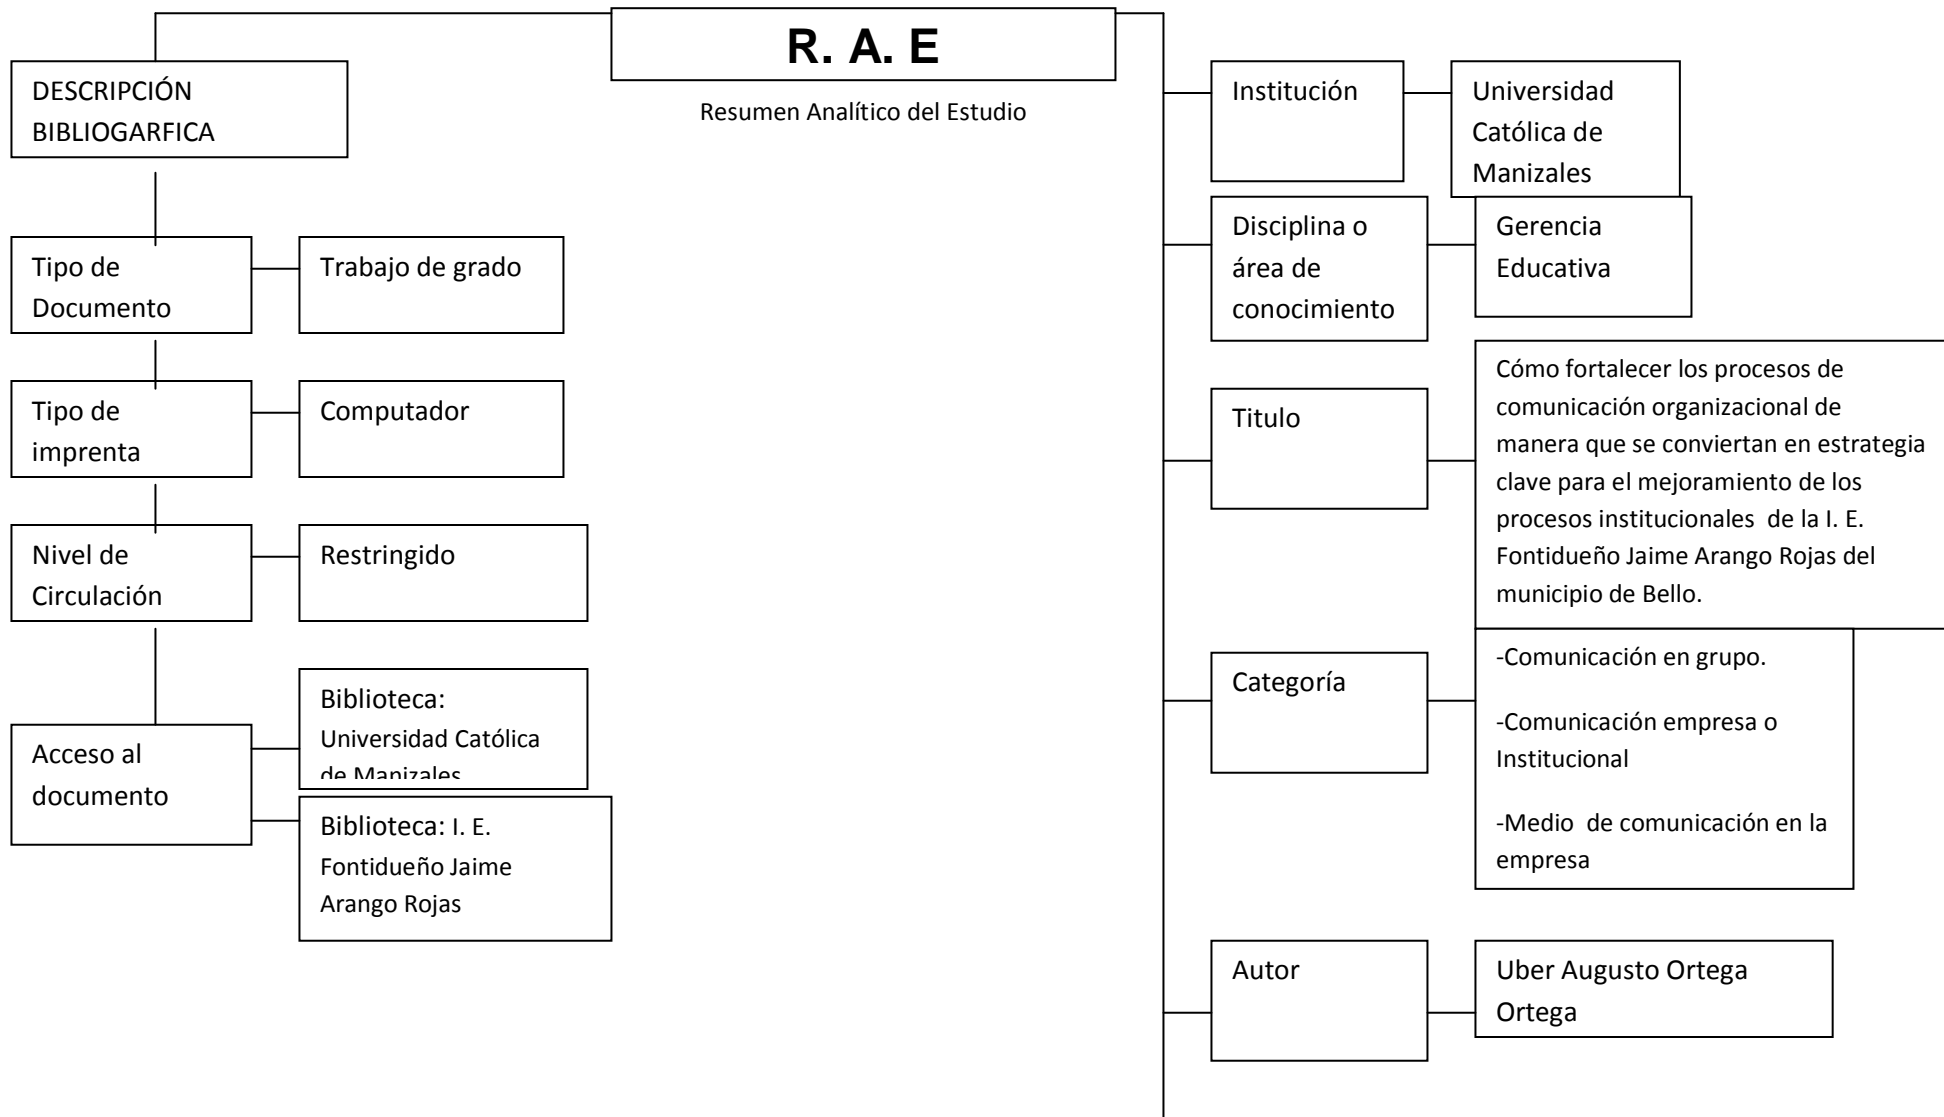 R. A. E
Resumen Analítico del Estudio
DESCRIPCIÓN
BIBLIOGARFICA
Tipo de
Documento
Trabajo de grado
Tipo de
imprenta
Computador
Nivel de
Circulación
Restringido
Acceso al
documento
Biblioteca:
Universidad Católica
de Manizales
Biblioteca: I. E.
Fontidueño Jaime
Arango Rojas
Institución
Universidad
Católica de
Manizales
Disciplina o
área de
conocimiento
Gerencia
Educativa
Titulo
Cómo fortalecer los procesos de
comunicación organizacional de
manera que se conviertan en estrategia
clave para el mejoramiento de los
procesos institucionales  de la I. E.
Fontidueño Jaime Arango Rojas del
municipio de Bello.
Categoría
-Comunicación en grupo.
-Comunicación empresa o
Institucional
-Medio  de comunicación en la
empresa
Autor
Uber Augusto Ortega
Ortega